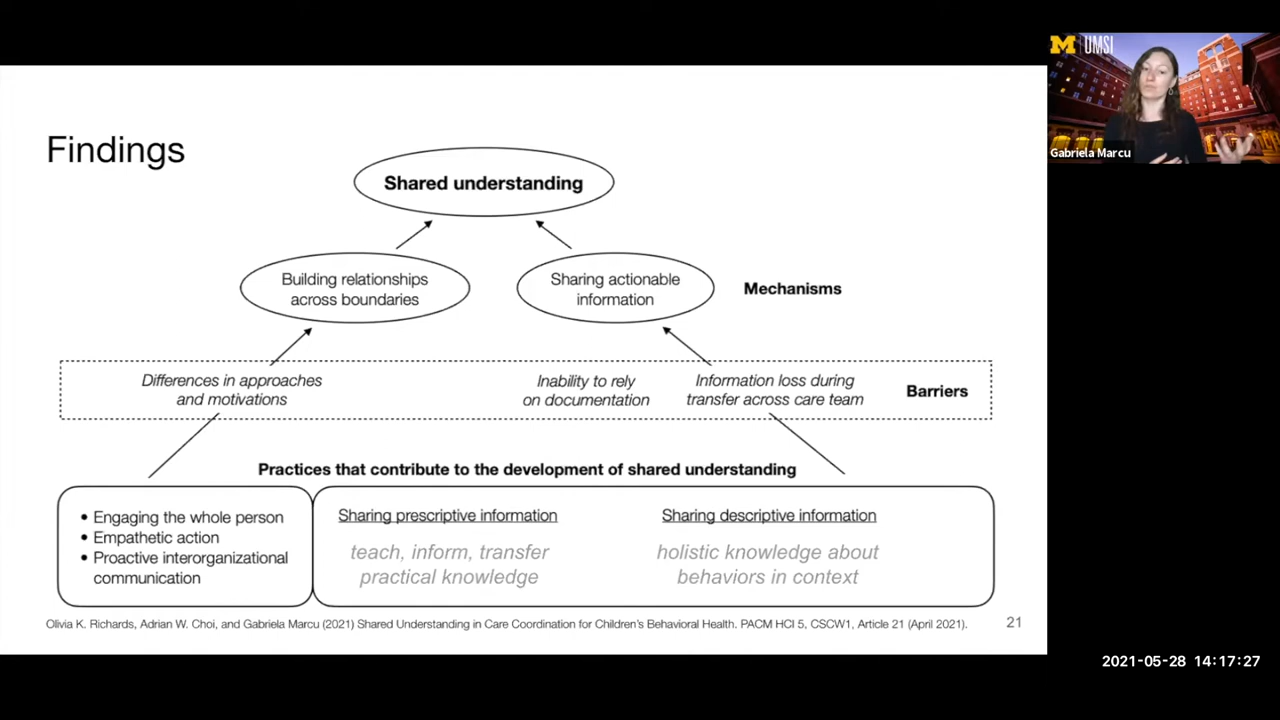 M | UMSI
Gabriela Marcu
Findings
Shared understanding
Building relationships
across boundaries
Sharing actionable
information
Mechanisms
Differences in approaches
and motivations
Inability to rely
on documentation
Information loss during
transfer across care team
Barriers
Practices that contribute to the development of shared understanding
• Engaging the whole person
• Empathetic action
• Proactive interorganizational
communication
Sharing prescriptive information
teach, inform, transfer
practical knowledge
Sharing descriptive information
holistic knowledge about
behaviors in context
Olivia K. Richards, Adrian W. Choi, and Gabriela Marcu (2021) Shared Understanding in Care Coordination for Children's Behavioral Health. PACM HCI 5, CSCW1, Article 21 (April 2021).
21
2021-05-28 14:17:27